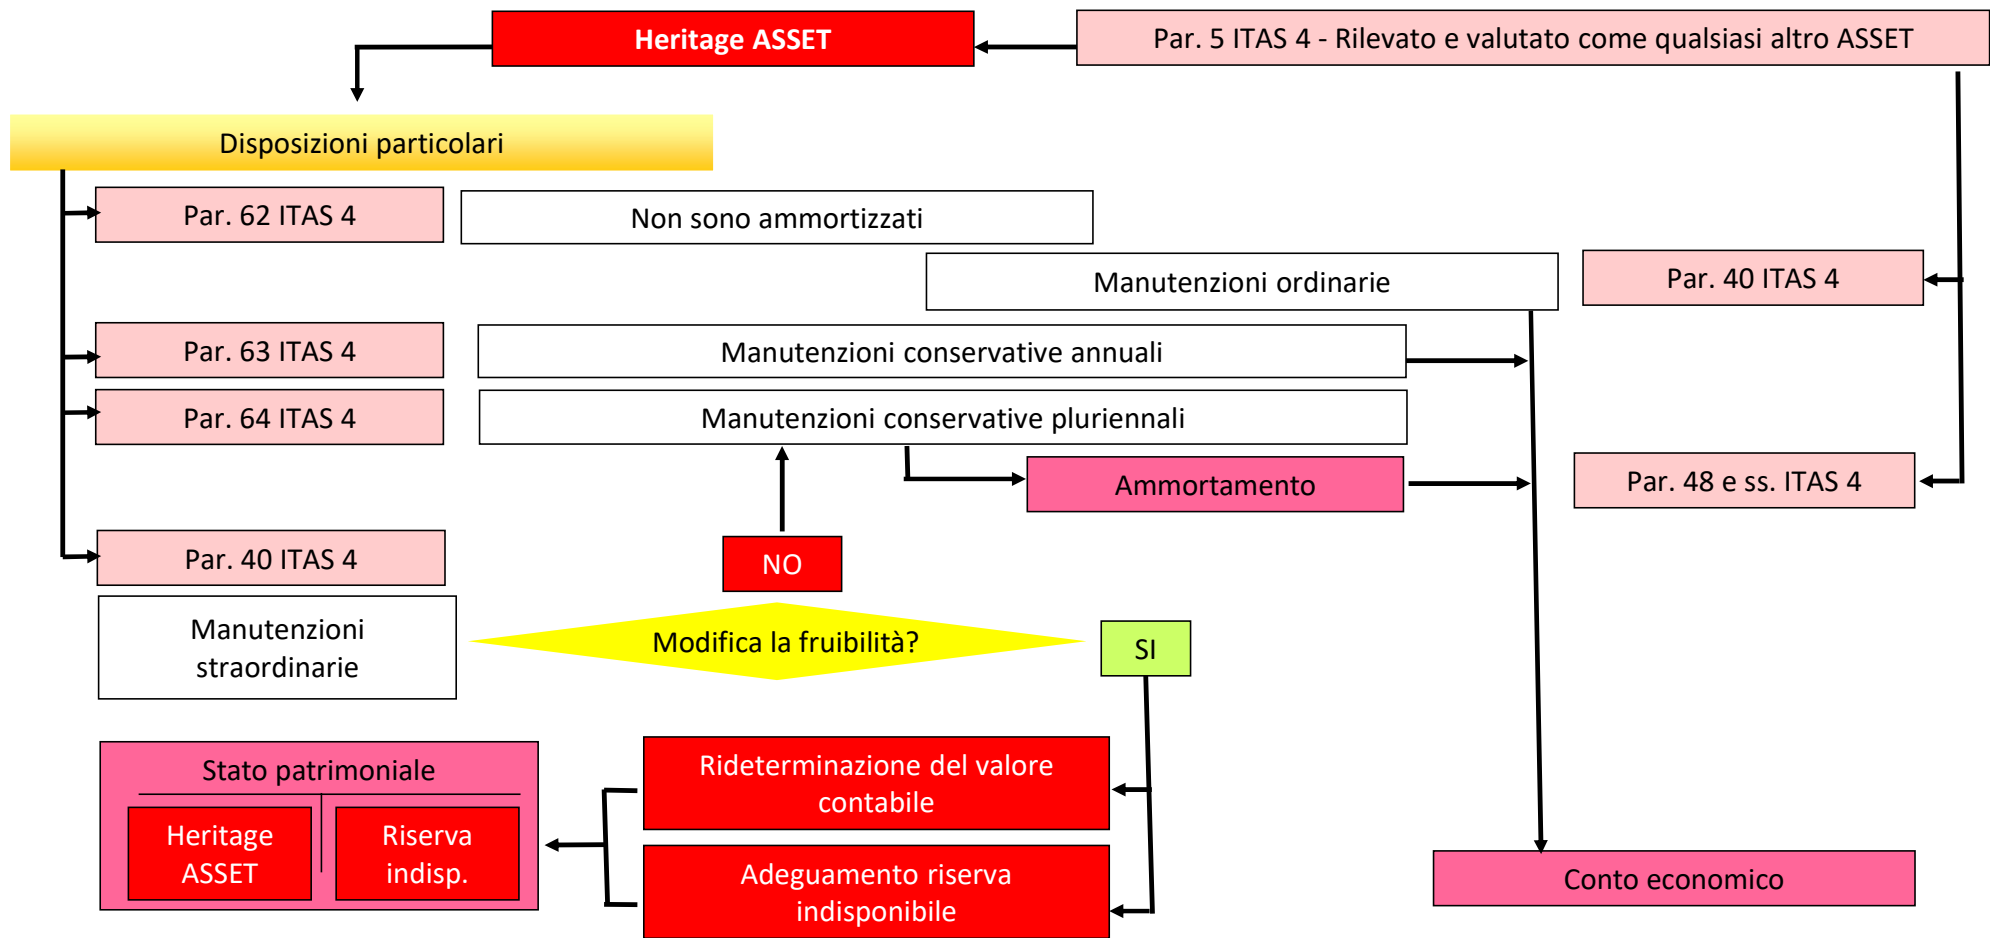 Heritage ASSET
Par. 5 ITAS 4 - Rilevato e valutato come qualsiasi altro ASSET
Disposizioni particolari
Par. 62 ITAS 4
Non sono ammortizzati
Manutenzioni ordinarie
Par. 40 ITAS 4
Par. 63 ITAS 4
Manutenzioni conservative annuali
Par. 64 ITAS 4
Manutenzioni conservative pluriennali
Ammortamento
Par. 48 e ss. ITAS 4
Par. 40 ITAS 4
NO
Manutenzioni
straordinarie
Modifica la fruibilità?
SI
Stato patrimoniale
Heritage
ASSET
Riserva
indisp.
Rideterminazione del valore
contabile
Adeguamento riserva
indisponibile
Conto economico